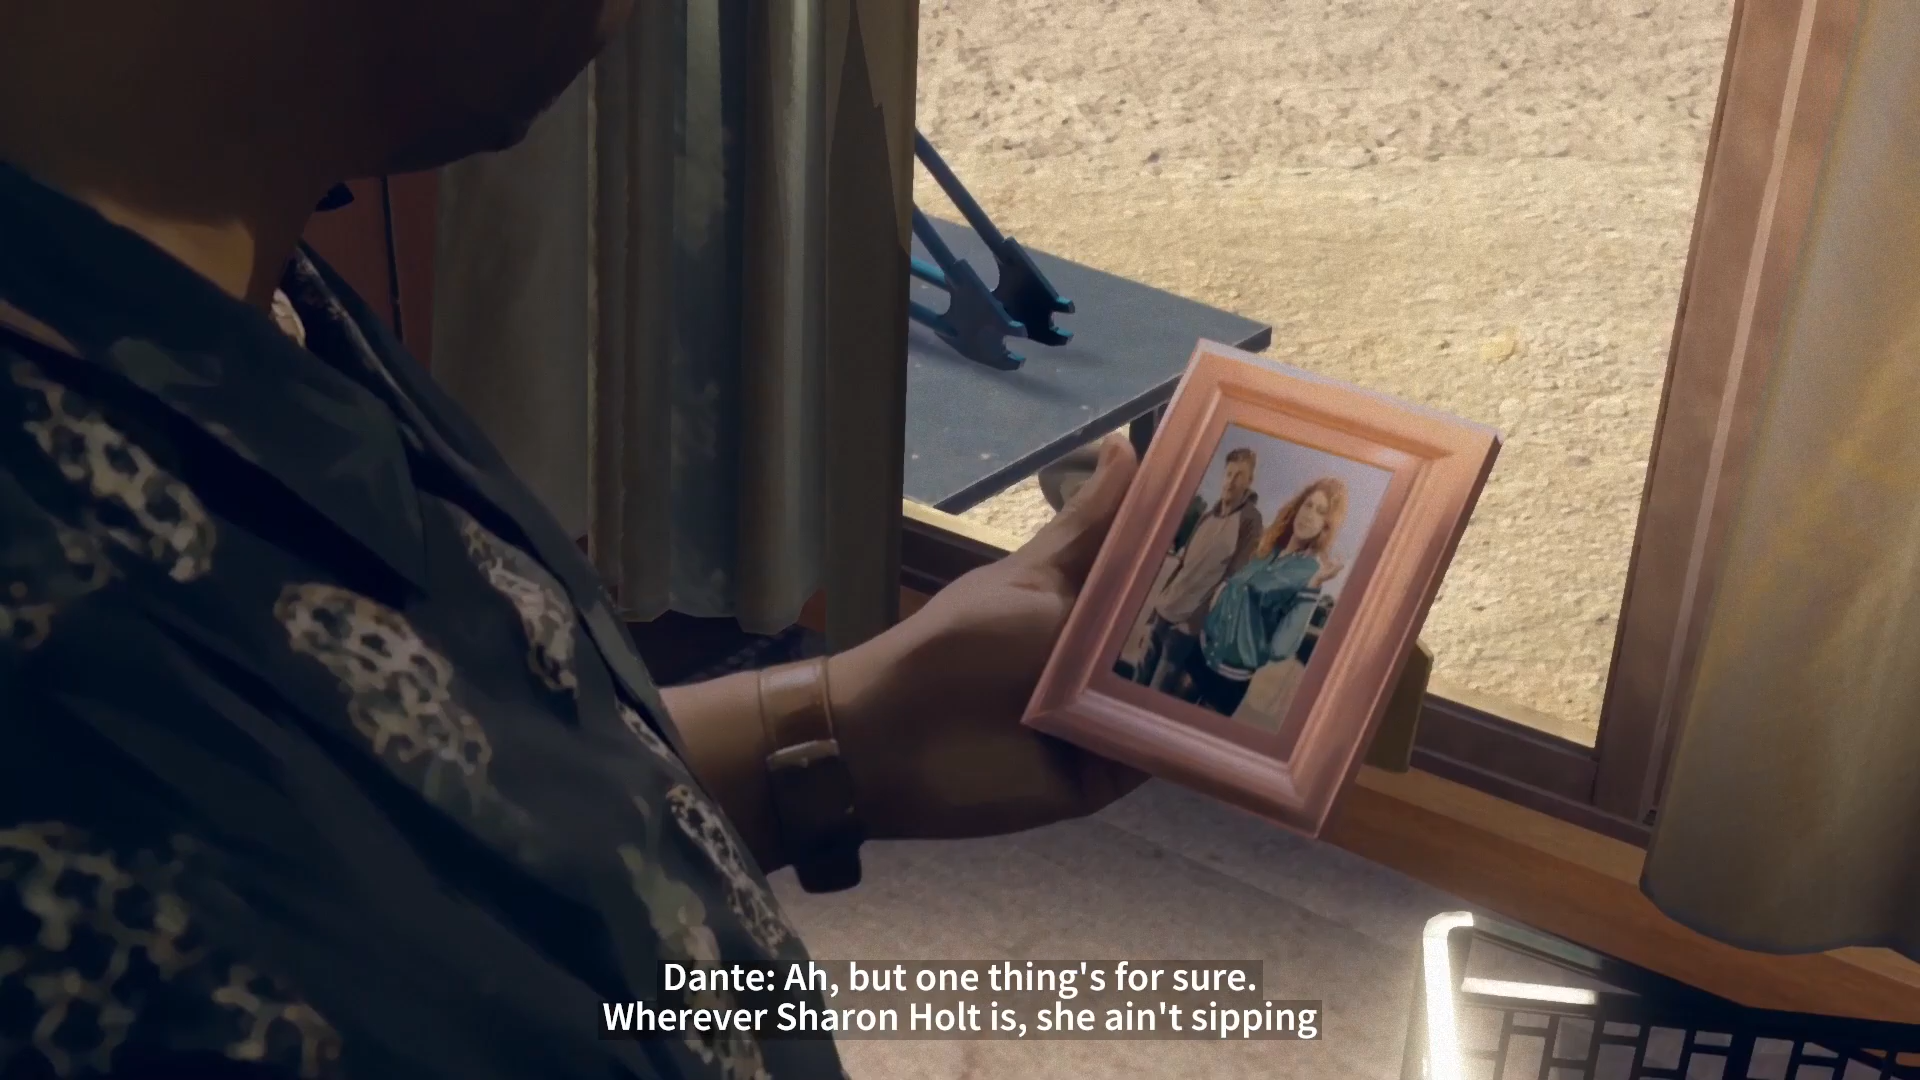 Dante: Ah, but one thing's for sure.
Wherever Sharon Holt is, she ain't sipping